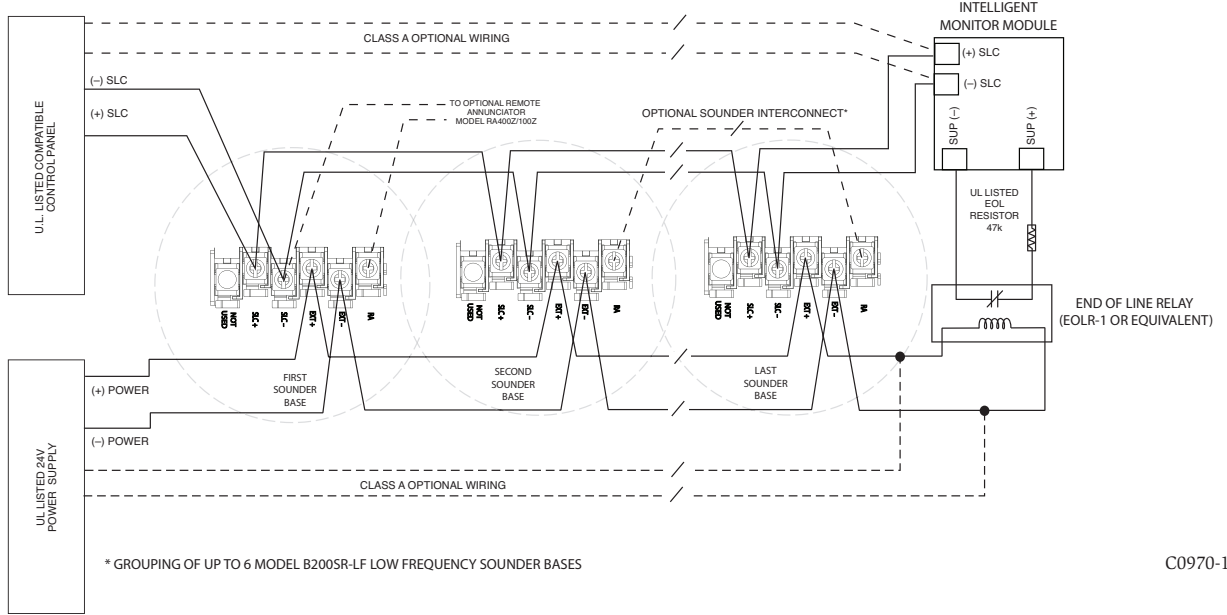 INTELLIGENT
MONITOR MODULE
CLASS A OPTIONAL WIRING
(+) SLC
(–) SLC
(–) SLC
(+) SLC
U.L. LISTED COMPATIBLE
CONTROL PANEL
TO OPTIONAL REMOTE
ANNUNCIATOR
MODEL RA400Z/100Z
OPTIONAL SOUNDER INTERCONNECT*
SUP (–)
SUP (+)
UL LISTED
EOL
RESISTOR
47k
NOT
USED
SLC +
SLC -
EXT +
EXT -
RA
NOT
USED
SLC +
SLC -
EXT +
EXT -
RA
NOT
USED
SLC +
SLC -
EXT +
EXT -
RA
END OF LINE RELAY
(EOLR-1 OR EQUIVALENT)
(+) POWER
FIRST
SOUNDER
BASE
SECOND
SOUNDER
BASE
LAST
SOUNDER
BASE
(–) POWER
UL LISTED 24V
POWER SUPPLY
CLASS A OPTIONAL WIRING
* GROUPING OF UP TO 6 MODEL B200SR-LF LOW FREQUENCY SOUNDER BASES
C0970-1